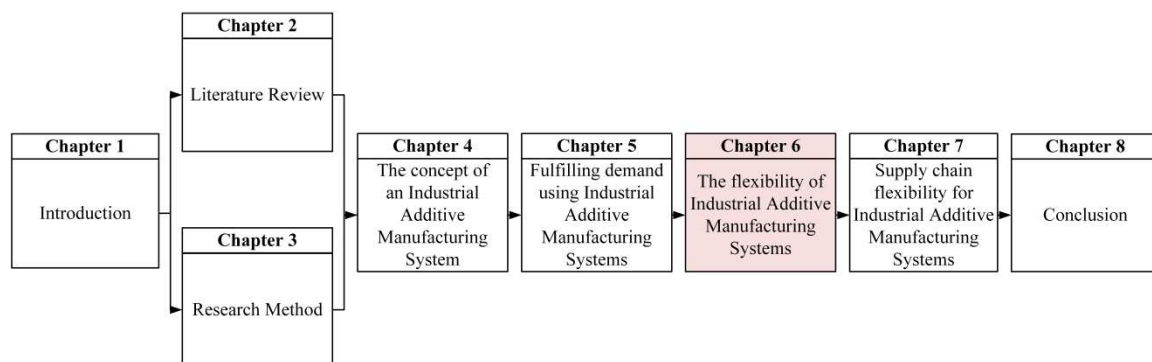 Chapter 1
Introduction
Chapter 2
Literature Review
Chapter 3
Research Method
Chapter 4
The concept of
an Industrial
Additive
Manufacturing
System
Chapter 5
Fulfilling demand
using Industrial
Additive
Manufacturing
Systems
Chapter 6
The flexibility of
Industrial Additive
Manufacturing
Systems
Chapter 7
Supply chain
flexibility for
Industrial Additive
Manufacturing
Systems
Chapter 8
Conclusion